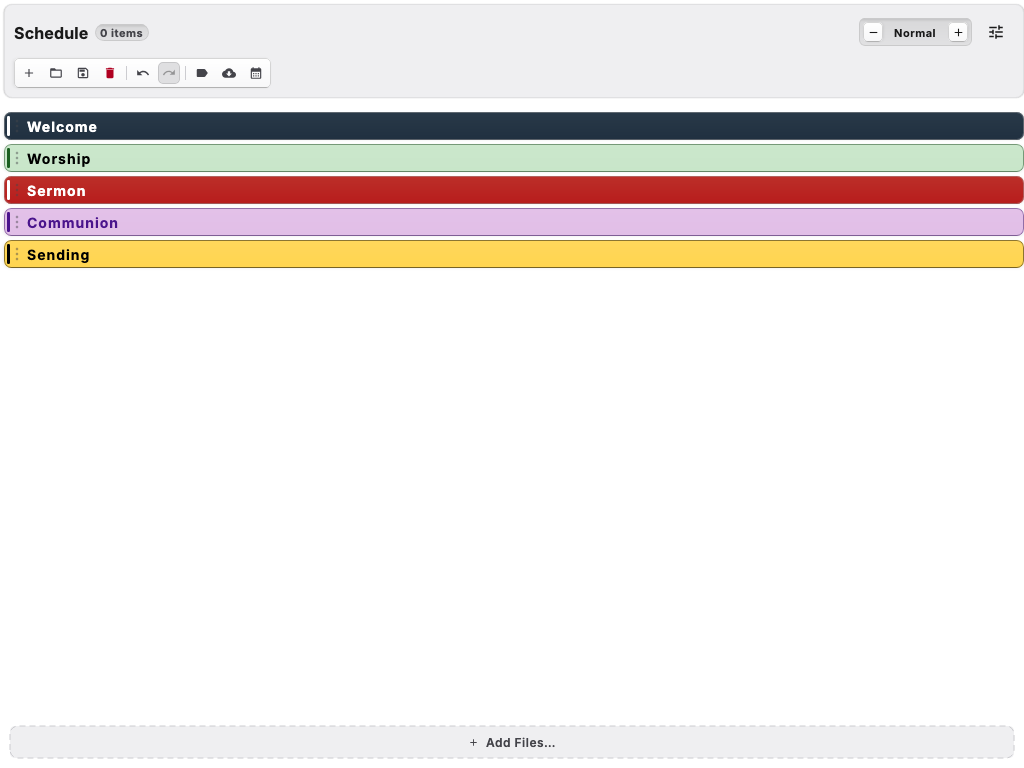 Schedule 0 items
− Normal +
Welcome
Worship
Sermon
Communion
Sending
+ Add Files...